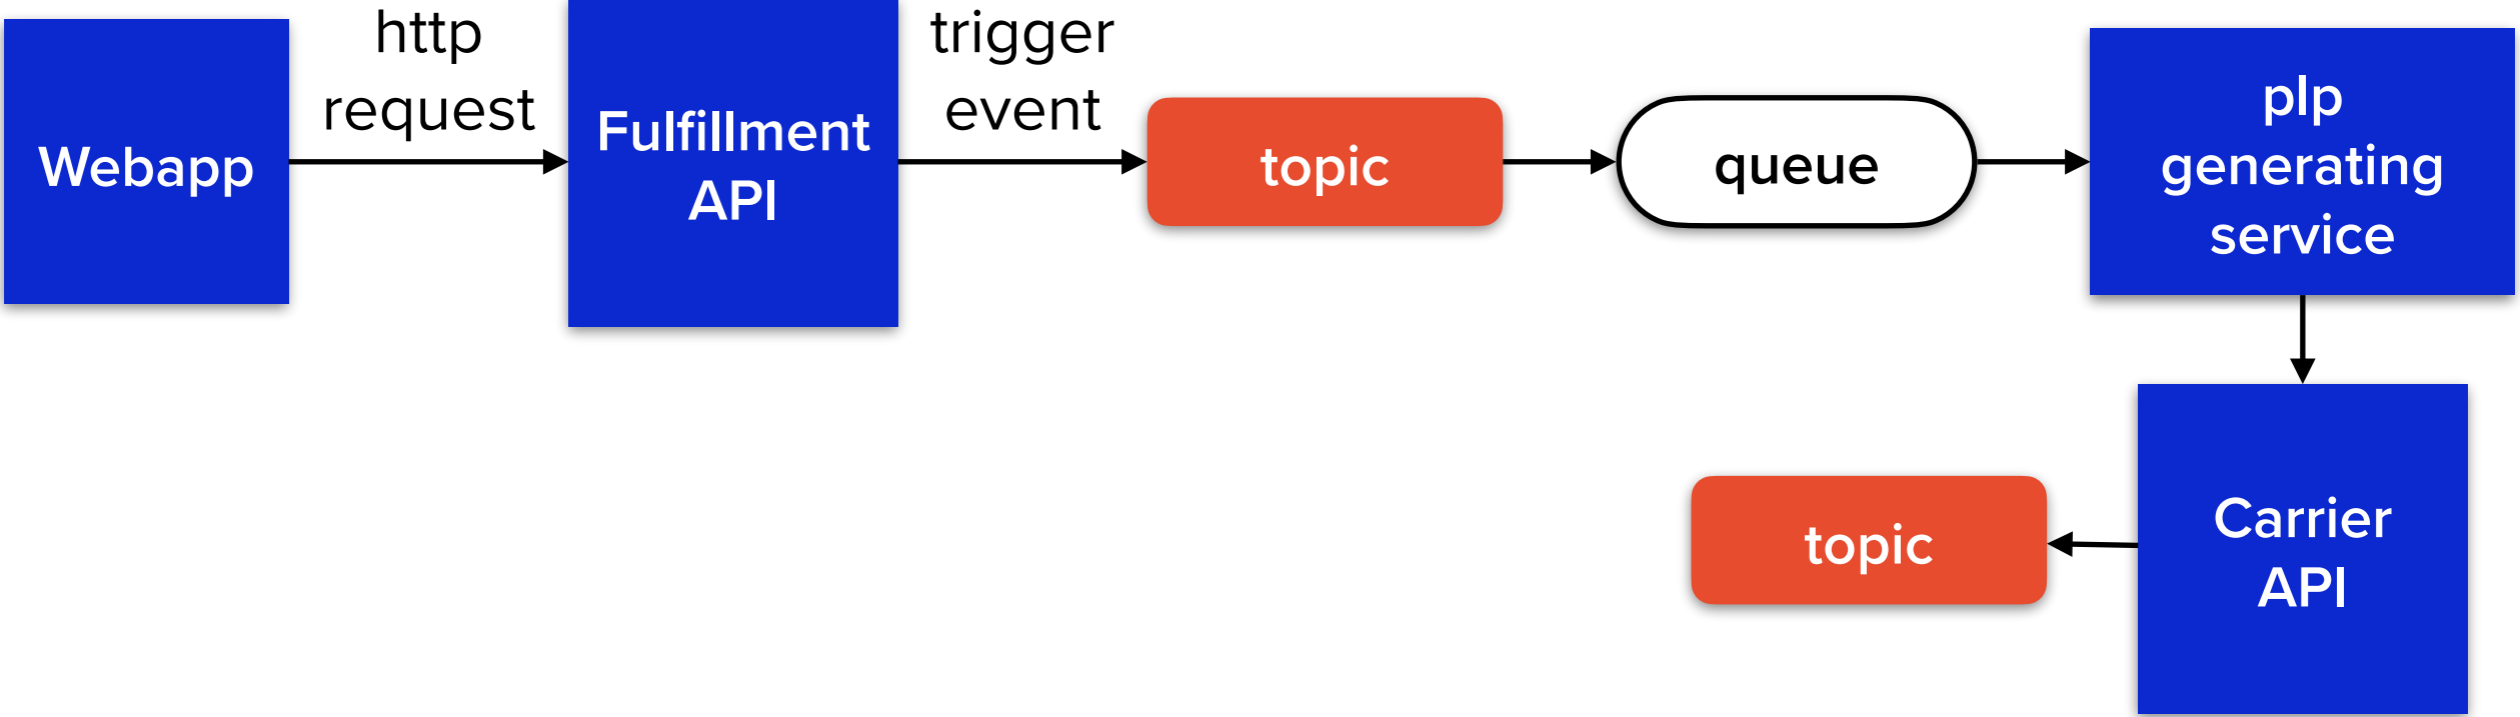 Webapp
http
request
Fulfillment
API
trigger
event
topic
queue
plp
generating
service
Carrier
API
topic